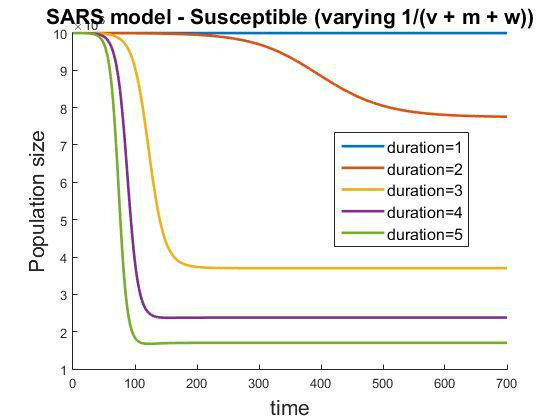 SARS model - Susceptible (varying 1/(v + m + w))
10
9
8
7
6
5
4
3
2
1
Population size
duration=1
duration=2
duration=3
duration=4
duration=5
0 100 200 300 400 500 600 700
time